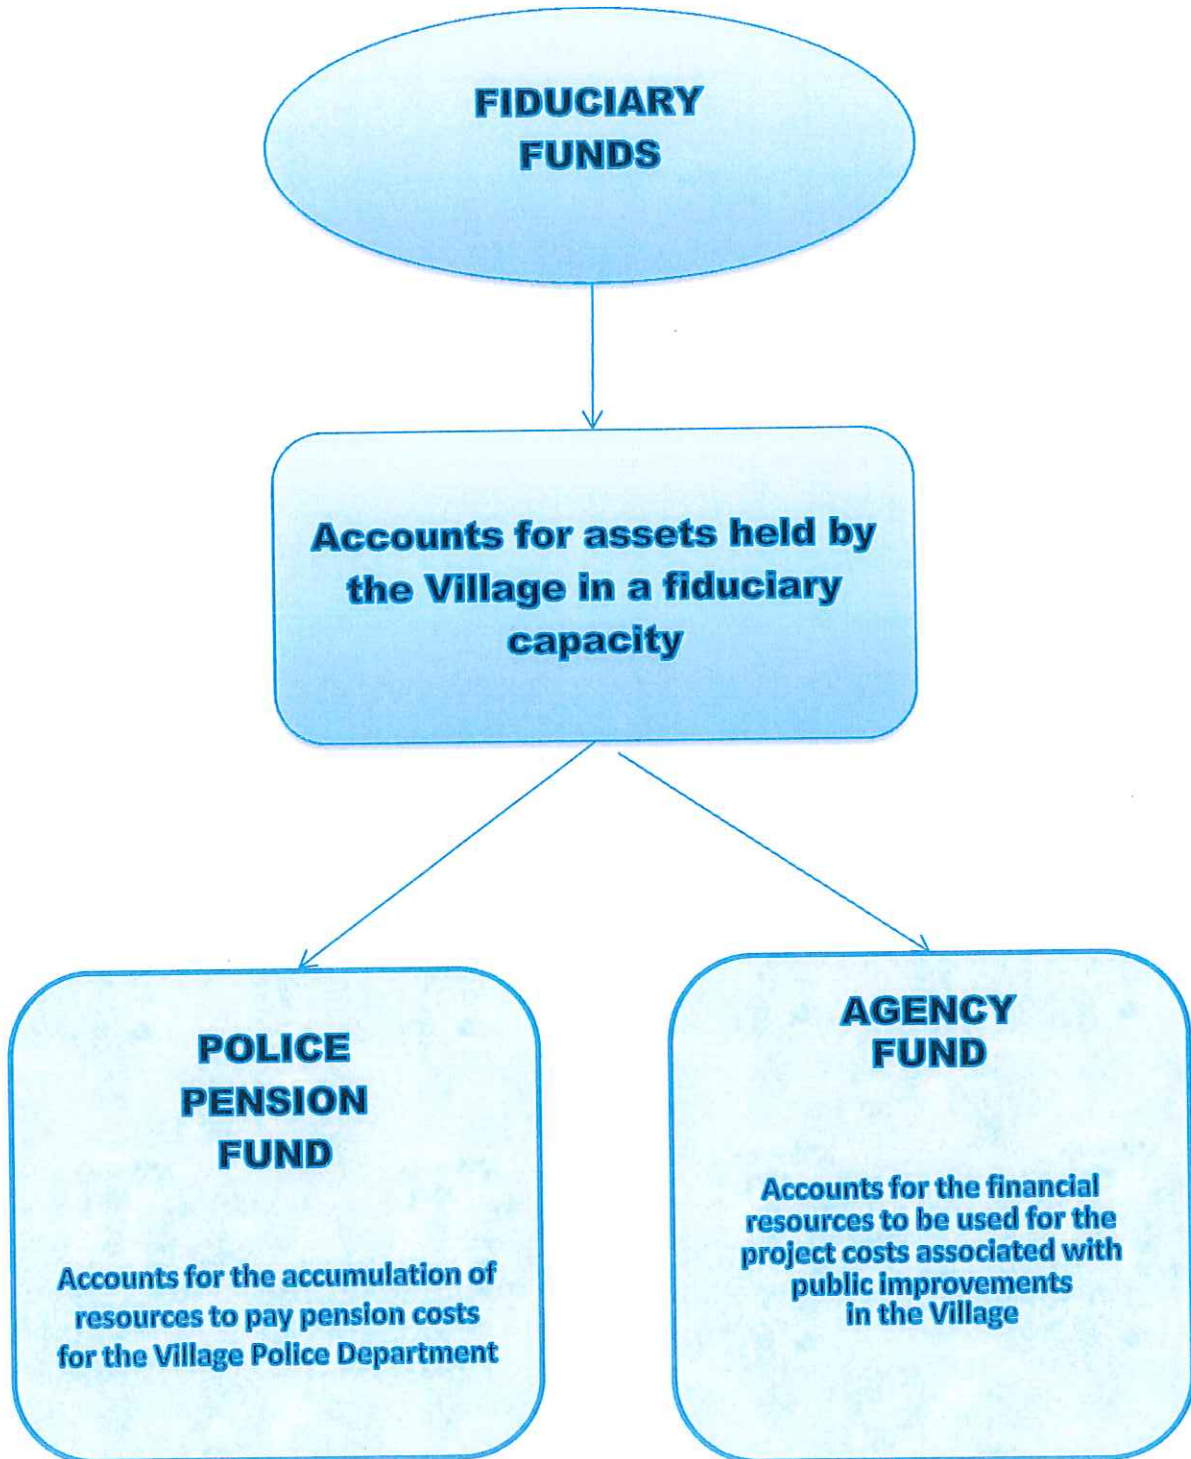 FIDUCIARY
FUNDS
Accounts for assets held by
the Village in a fiduciary
capacity
POLICE
PENSION
FUND
Accounts for the accumulation of
resources to pay pension costs
for the Village Police Department
AGENCY
FUND
Accounts for the financial
resources to be used for the
project costs associated with
public improvements
in the Village